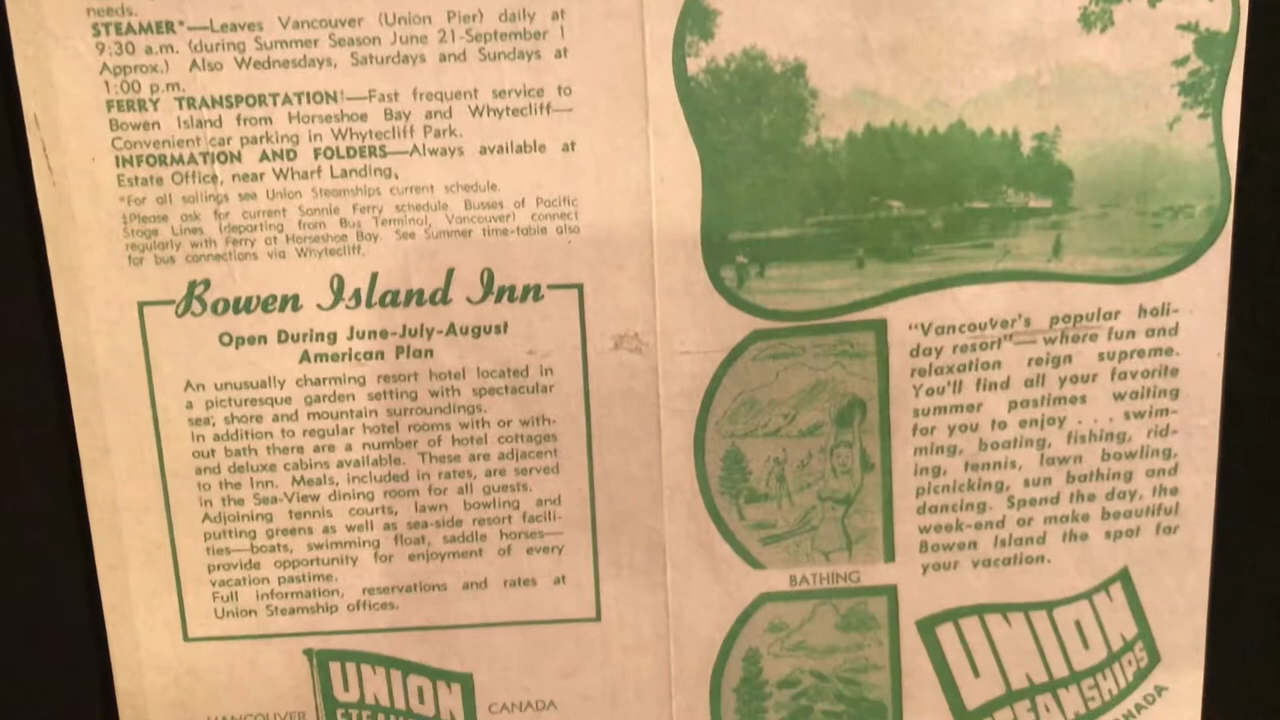 needs.
STEAMER*—Leaves Vancouver (Union Pier) daily at
9:30 a.m. (during Summer Season June 21-September 1
Approx.) Also Wednesdays, Saturdays and Sundays at
1:00 p.m.
FERRY TRANSPORTATION‡—Fast frequent service to
Bowen Island from Horseshoe Bay and Whytecliff—
Convenient car parking in Whytecliff Park.
INFORMATION AND FOLDERS—Always available at
Estate Office, near Wharf Landing,
*For all sailings see Union Steamships current schedule.
‡Please ask for current Sannie Ferry schedule. Busses of Pacific
Stage Lines (departing from Bus Terminal, Vancouver) connect
regularly with Ferry at Horseshoe Bay. See Summer time-table also
for bus connections via Whytecliff.
Bowen Island Inn
Open During June-July-August
American Plan
An unusually charming resort hotel located in
a picturesque garden setting with spectacular
sea, shore and mountain surroundings.
In addition to regular hotel rooms with or with-
out bath there are a number of hotel cottages
and deluxe cabins available. These are adjacent
to the Inn. Meals, included in rates, are served
in the Sea-View dining room for all guests.
Adjoining tennis courts, lawn bowling and
putting greens as well as sea-side resort facili-
ties—boats, swimming float, saddle horses—
provide opportunity for enjoyment of every
vacation pastime.
Full information, reservations and rates at
Union Steamship offices.
VANCOUVER
UNION
STEAM
CANADA
BATHING
"Vancouver's popular holi-
day resort"—where fun and
relaxation reign supreme.
You'll find all your favorite
summer pastimes waiting
for you to enjoy . . . swim-
ming, boating, fishing, rid-
ing, tennis, lawn bowling,
picnicking, sun bathing and
dancing. Spend the day, the
week-end or make beautiful
Bowen Island the spot for
your vacation.
UNION
STEAMSHIPS
CANADA